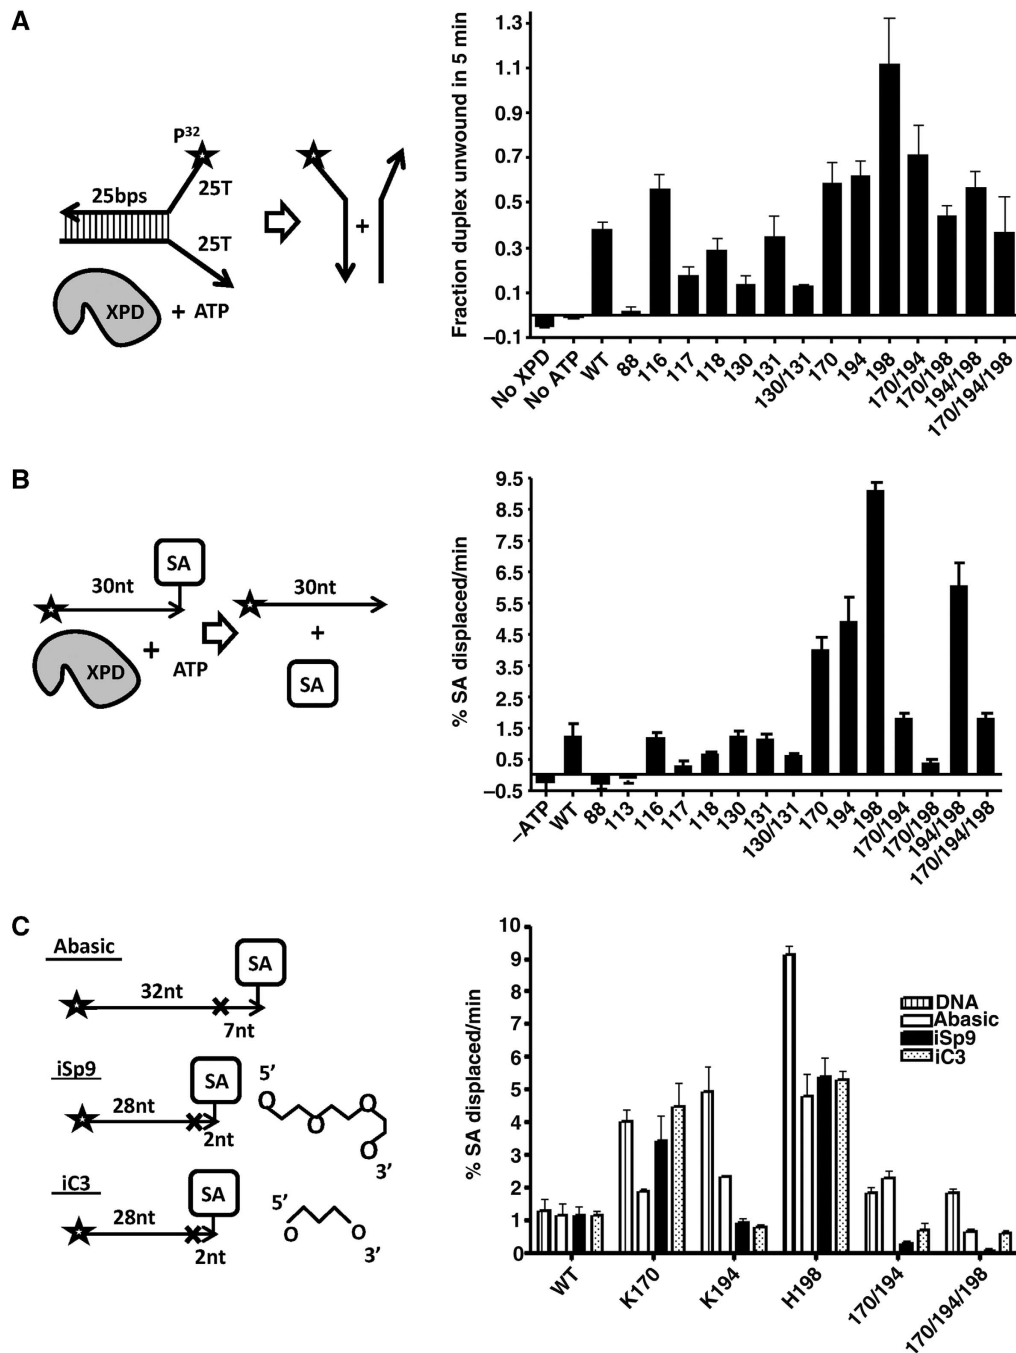 A
P32
25bps
25T
25T
XPD
+ ATP
+
Fraction duplex unwound in 5 min
1.3
1.1
0.9
0.7
0.5
0.3
0.1
–0.1
No XPD
No ATP
WT
88
116
117
118
130
131
130/131
170
194
198
170/194
170/198
194/198
170/194/198
B
SA
30nt
XPD
+
ATP
30nt
+
SA
% SA displaced/min
9.5
8.5
7.5
6.5
5.5
4.5
3.5
2.5
1.5
0.5
–0.5
–ATP
WT
88
113
116
117
118
130
131
130/131
170
194
198
170/194
170/198
194/198
170/194/198
C
Abasic
SA
32nt
7nt
iSp9
SA
28nt
2nt
5'
O
O
O
O
3'
iC3
SA
28nt
2nt
5'
O
O
3'
% SA displaced/min
10
9
8
7
6
5
4
3
2
1
0
DNA
Abasic
iSp9
iC3
WT
K170
K194
H198
170/194
170/194/198